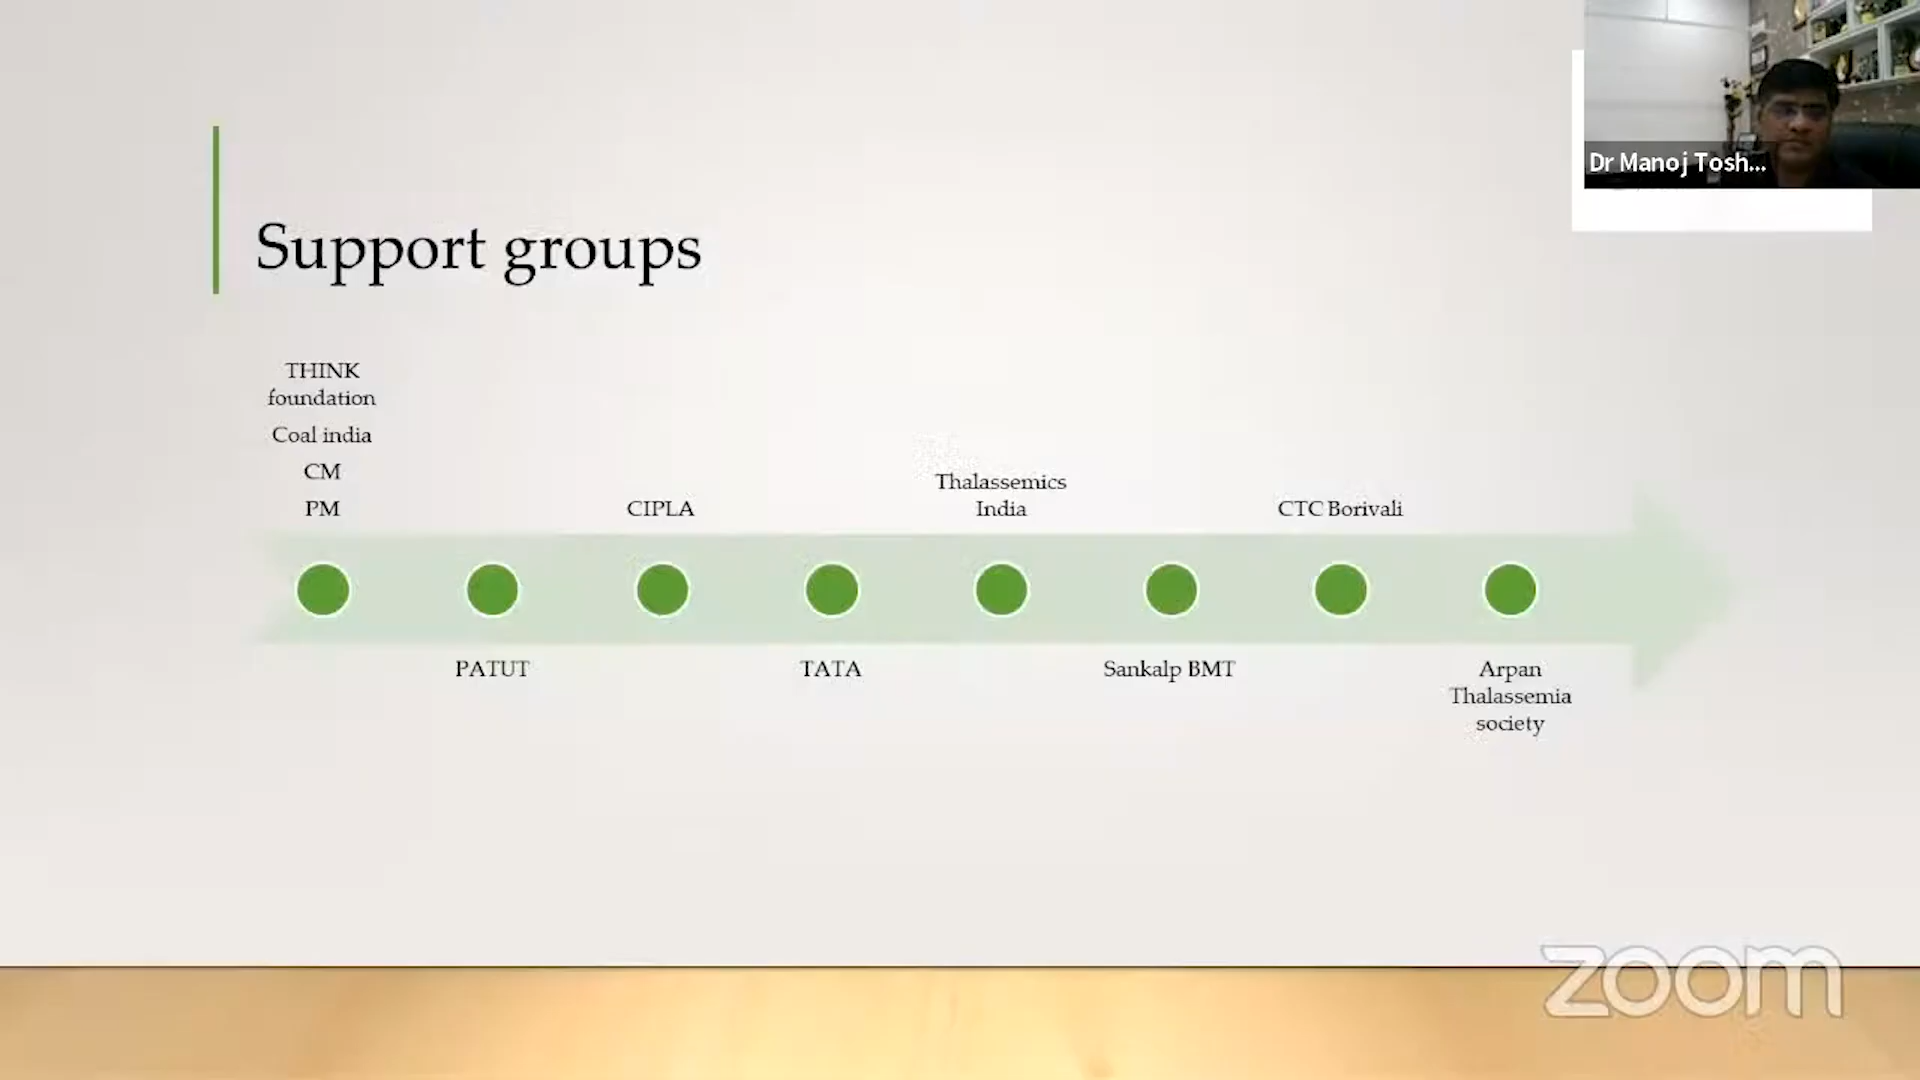 Dr Manoj Tosh...
Support groups
THINK
foundation
Coal india
CM
PM
PATUT
CIPLA
TATA
Thalassemics
India
Sankalp BMT
CTC Borivali
Arpan
Thalassemia
society
zoom